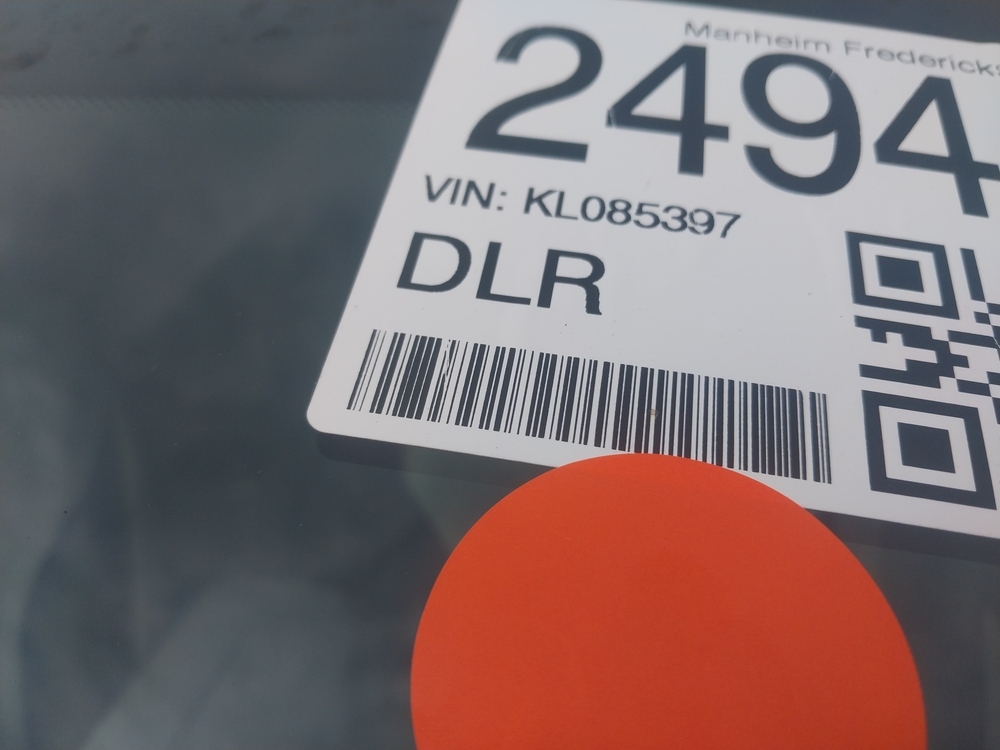 Manheim Fredericks
2494
VIN: KL085397
DLR